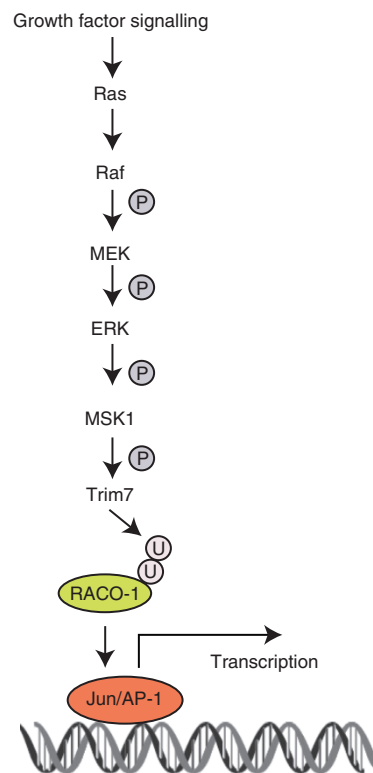 Growth factor signalling
Ras
Raf
P
MEK
P
ERK
P
MSK1
P
Trim7
U
U
RACO-1
Transcription
Jun/AP-1